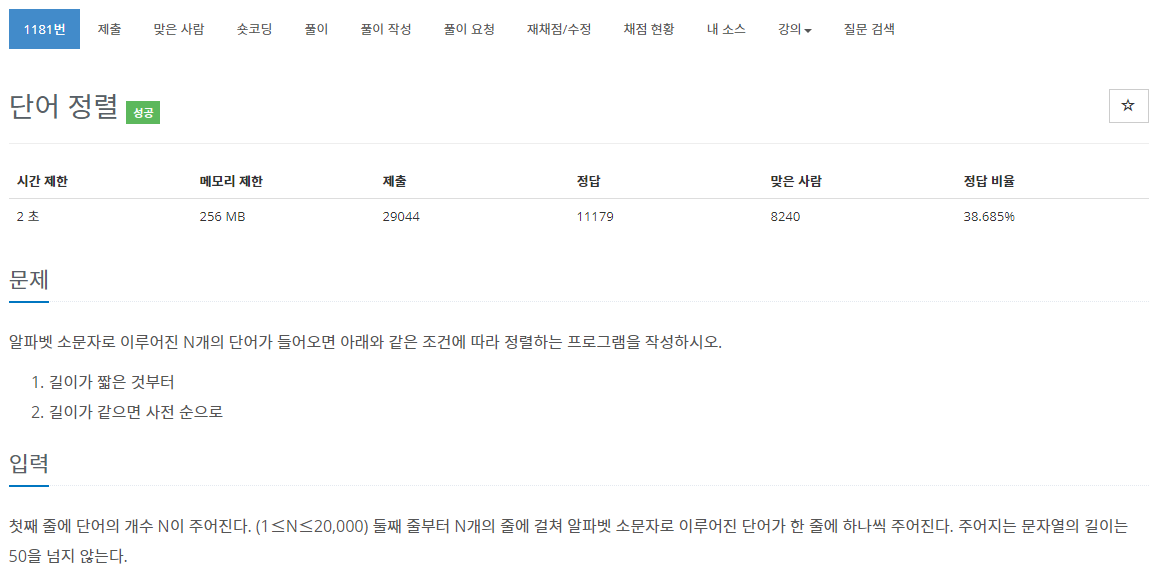 1181번 제출 맞은 사람 숏코딩 풀이 풀이 작성 풀이 요청 재채점/수정 채점 현황 내 소스 강의 질문 검색
단어 정렬 성공
시간 제한 메모리 제한 제출 정답 맞은 사람 정답 비율
2 초 256 MB 29044 11179 8240 38.685%
문제
알파벳 소문자로 이루어진 N개의 단어가 들어오면 아래와 같은 조건에 따라 정렬하는 프로그램을 작성하시오.
1. 길이가 짧은 것부터
2. 길이가 같으면 사전 순으로
입력
첫째 줄에 단어의 개수 N이 주어진다. (1≤N≤20,000) 둘째 줄부터 N개의 줄에 걸쳐 알파벳 소문자로 이루어진 단어가 한 줄에 하나씩 주어진다. 주어지는 문자열의 길이는
50을 넘지 않는다.